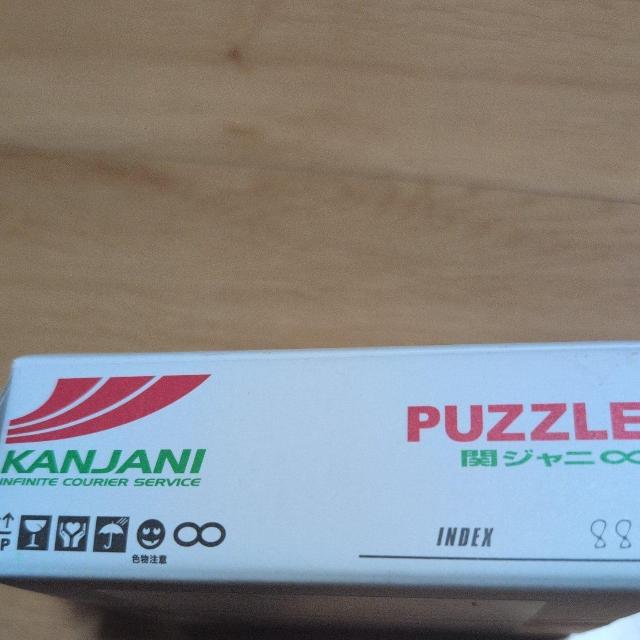 KANJANI
INFINITE COURIER SERVICE
PUZZLE
関ジャニ∞
P
色物注意
∞
INDEX 88